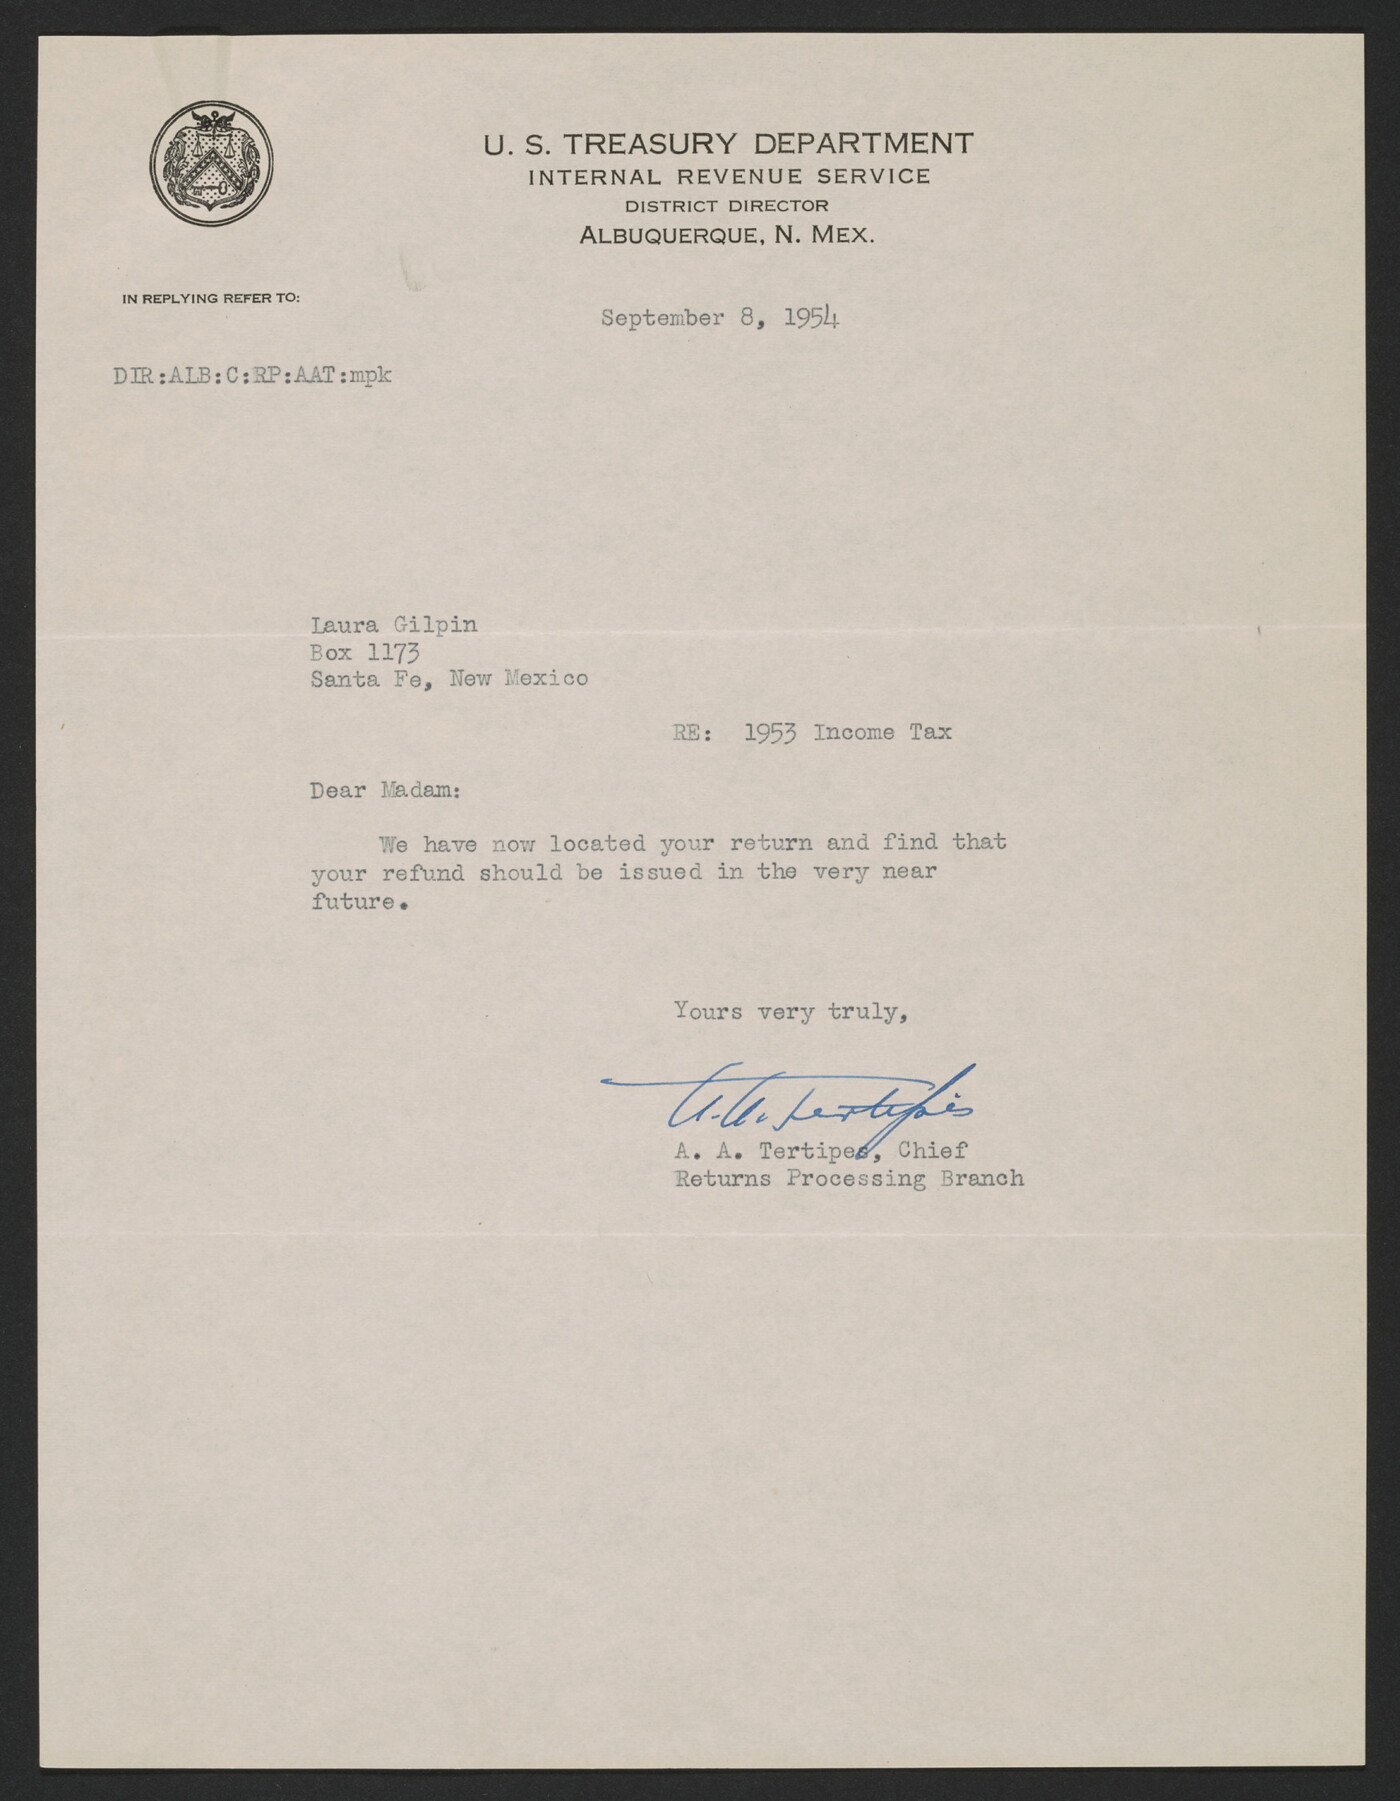 U. S. TREASURY DEPARTMENT
INTERNAL REVENUE SERVICE
DISTRICT DIRECTOR
ALBUQUERQUE, N. MEX.
IN REPLYING REFER TO:
September 8, 1954
DIR:ALB:C:RP:AAT:mpk
Laura Gilpin
Box 1173
Santa Fe, New Mexico
RE: 1953 Income Tax
Dear Madam:
We have now located your return and find that
your refund should be issued in the very near
future.
Yours very truly,
A. A. Tertipes
A. A. Tertipes, Chief
Returns Processing Branch